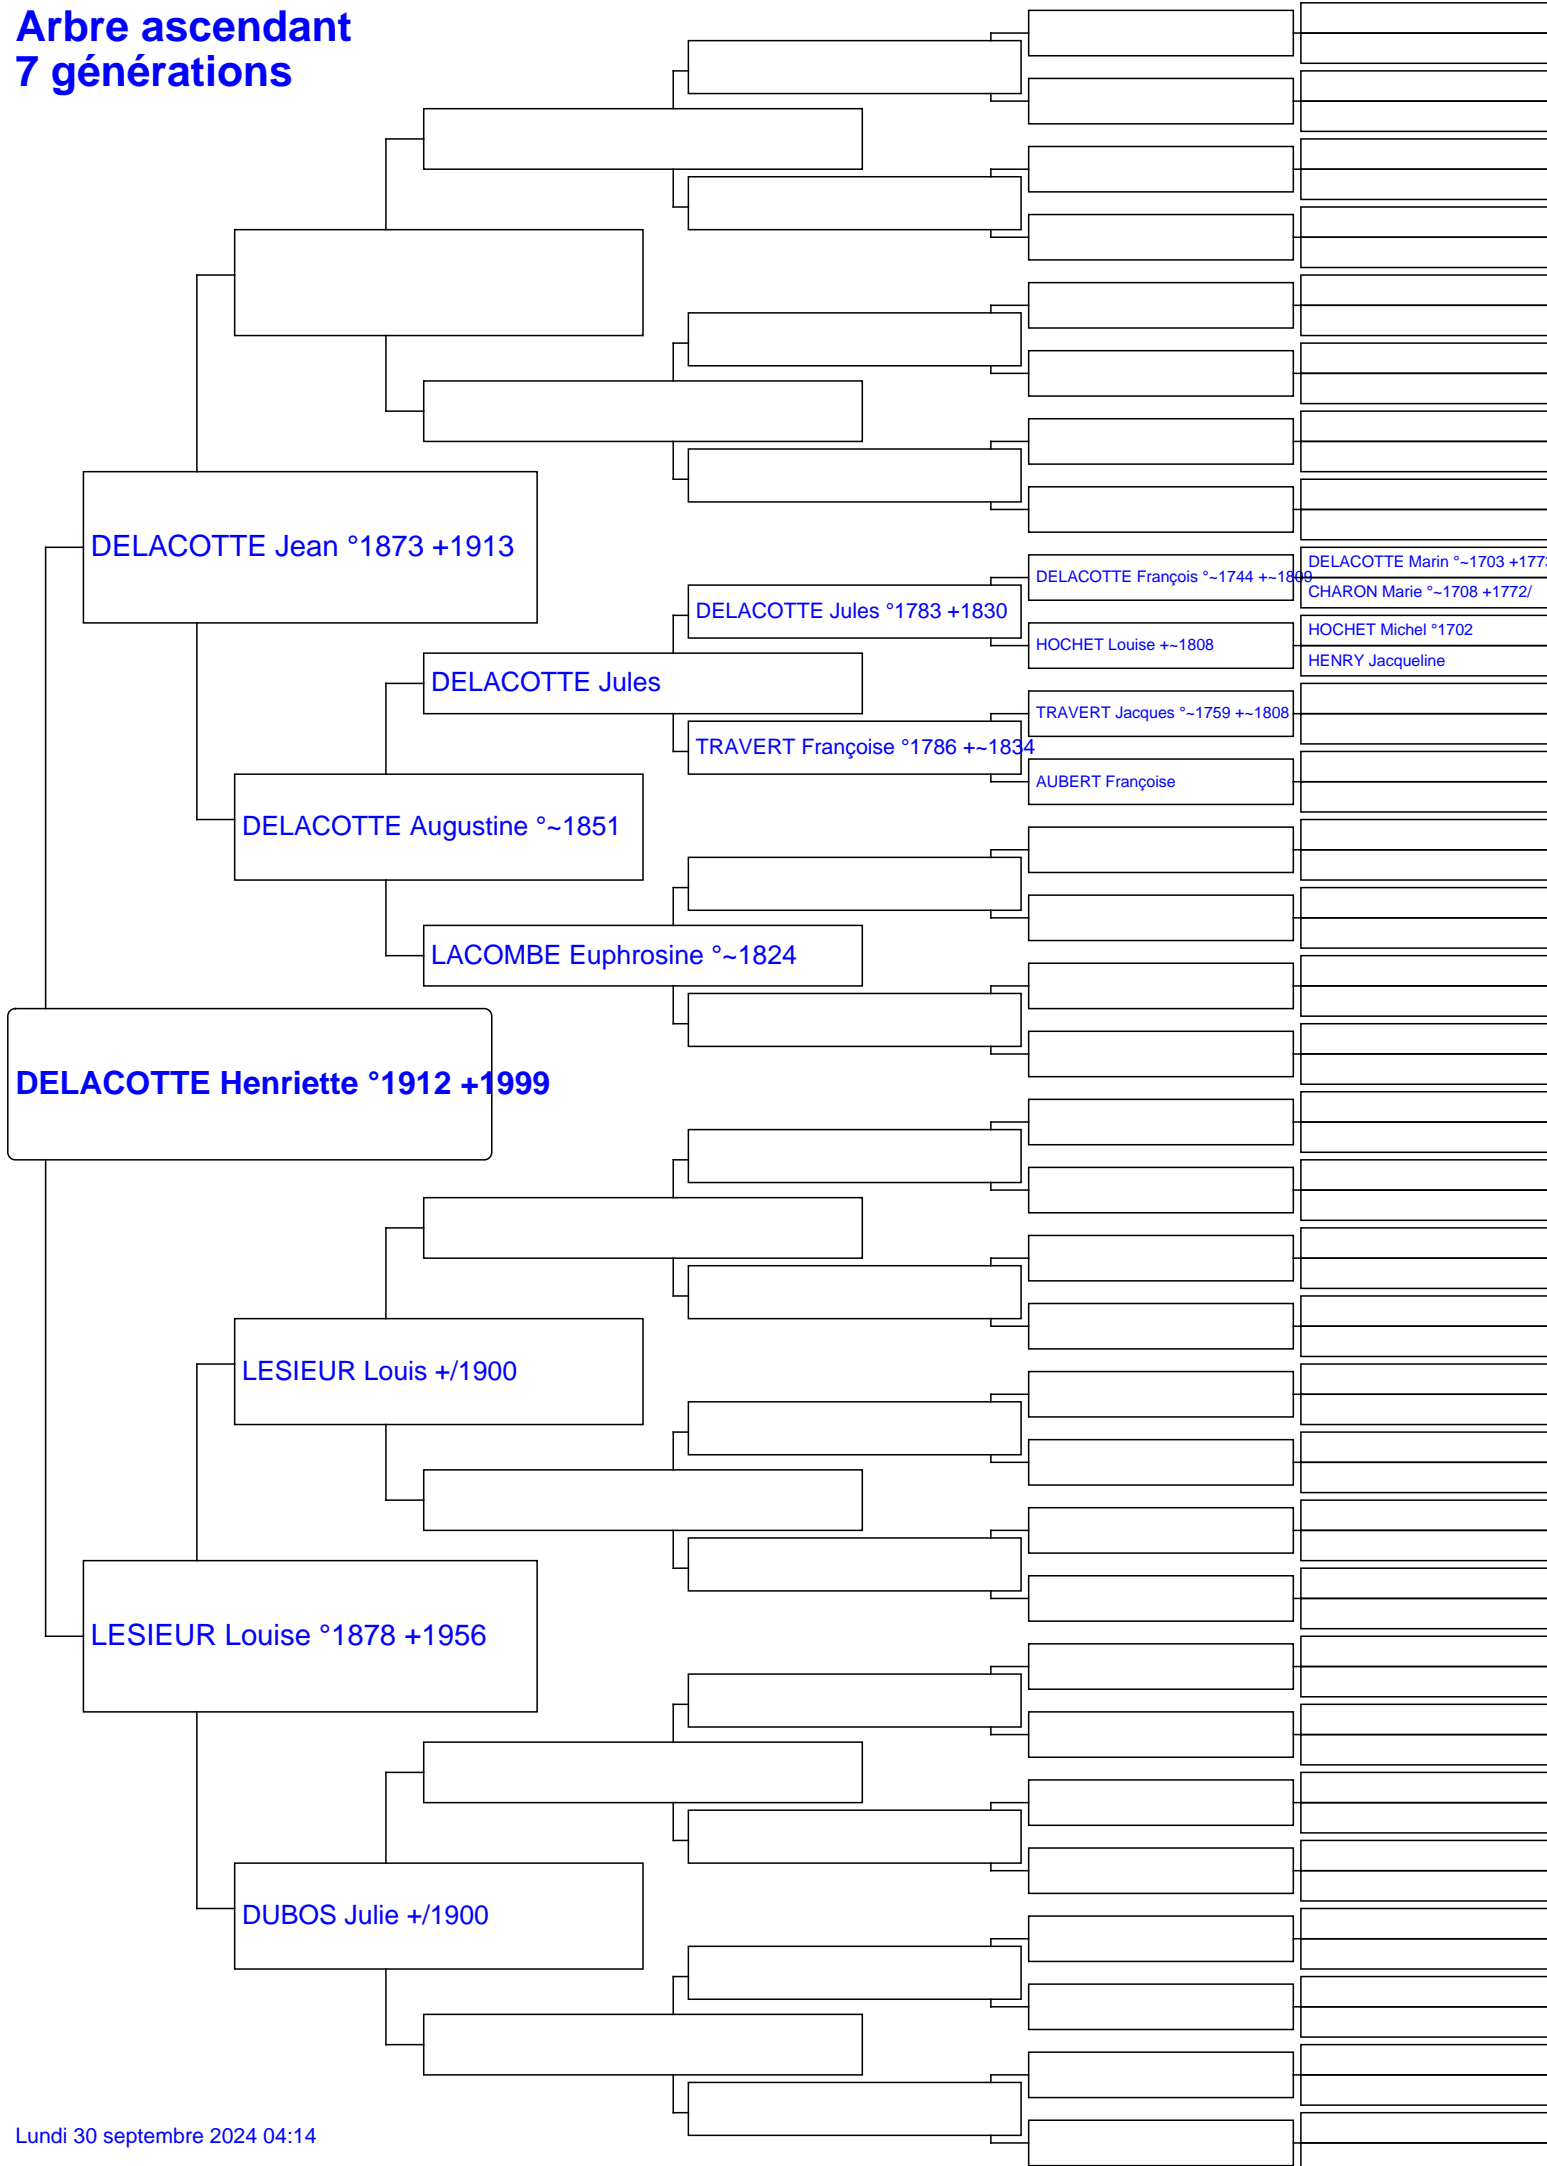 Arbre ascendant
7 générations
DELACOTTE Marin °~1703 +1773
DELACOTTE Jean °1873 +1913
DELACOTTE François °~1744 +~1809
CHARON Marie °~1708 +1772/
DELACOTTE Jules °1783 +1830
HOCHET Michel °1702
HOCHET Louise +~1808
HENRY Jacqueline
DELACOTTE Jules
TRAVERT Jacques °~1759 +~1808
TRAVERT Françoise °1786 +~1834
AUBERT Françoise
DELACOTTE Augustine °~1851
LACOMBE Euphrosine °~1824
DELACOTTE Henriette °1912 +1999
LESIEUR Louis +/1900
LESIEUR Louise °1878 +1956
DUBOS Julie +/1900
Lundi 30 septembre 2024 04:14